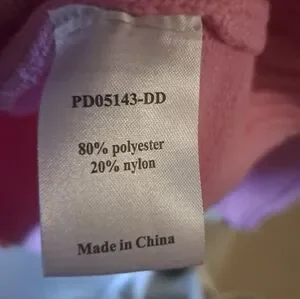 PD05143-DD
80% polyester
20% nylon
Made in China